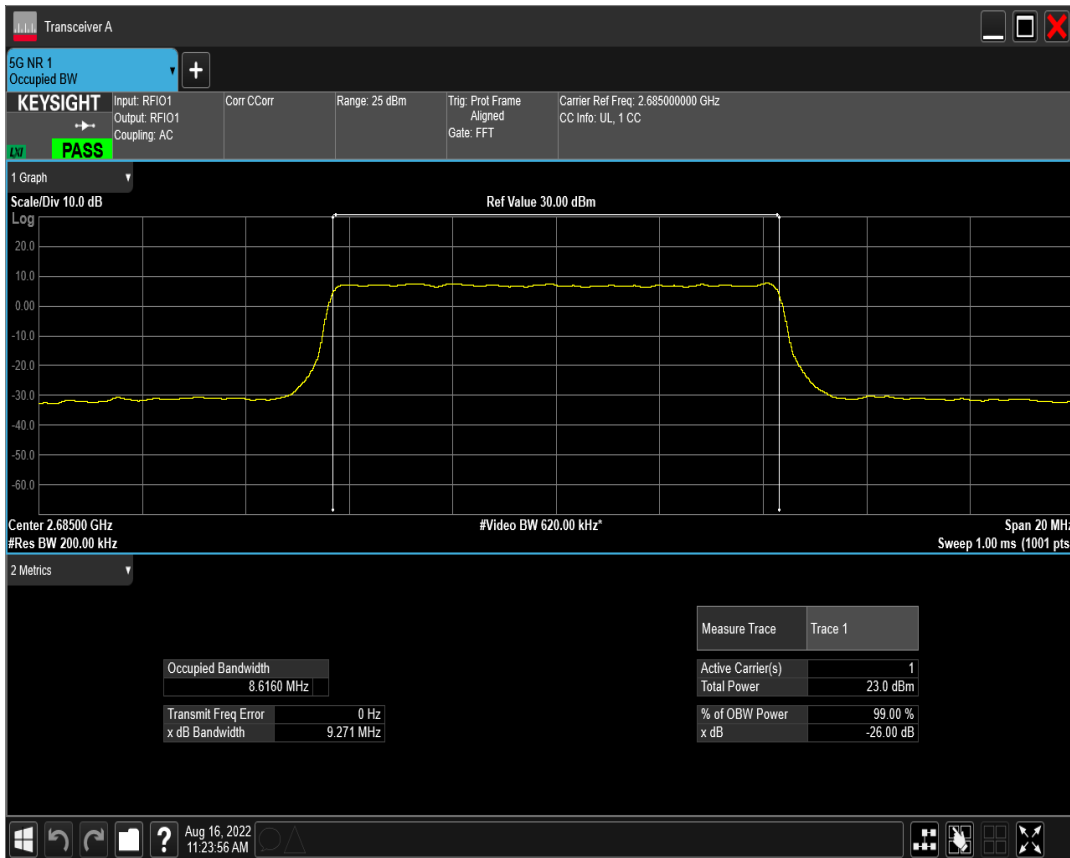 Transceiver A
5G NR 1
Occupied BW
+
KEYSIGHT
LXI
PASS
Input: RFIO1
Output: RFIO1
Coupling: AC
Corr CCorr
Range: 25 dBm
Trig: Prot Frame
Aligned
Gate: FFT
Carrier Ref Freq: 2.685000000 GHz
CC Info: UL, 1 CC
1 Graph
Scale/Div 10.0 dB
Ref Value 30.00 dBm
Log
20.0
10.0
0.00
-10.0
-20.0
-30.0
-40.0
-50.0
-60.0
Center 2.68500 GHz
#Video BW 620.00 kHz*
Span 20 MHz
#Res BW 200.00 kHz
Sweep 1.00 ms (1001 pts
2 Metrics
Measure Trace Trace 1
Occupied Bandwidth
8.6160 MHz
Active Carrier(s) 1
Total Power 23.0 dBm
Transmit Freq Error 0 Hz
x dB Bandwidth 9.271 MHz
% of OBW Power 99.00 %
x dB -26.00 dB
?
Aug 16, 2022
11:23:56 AM